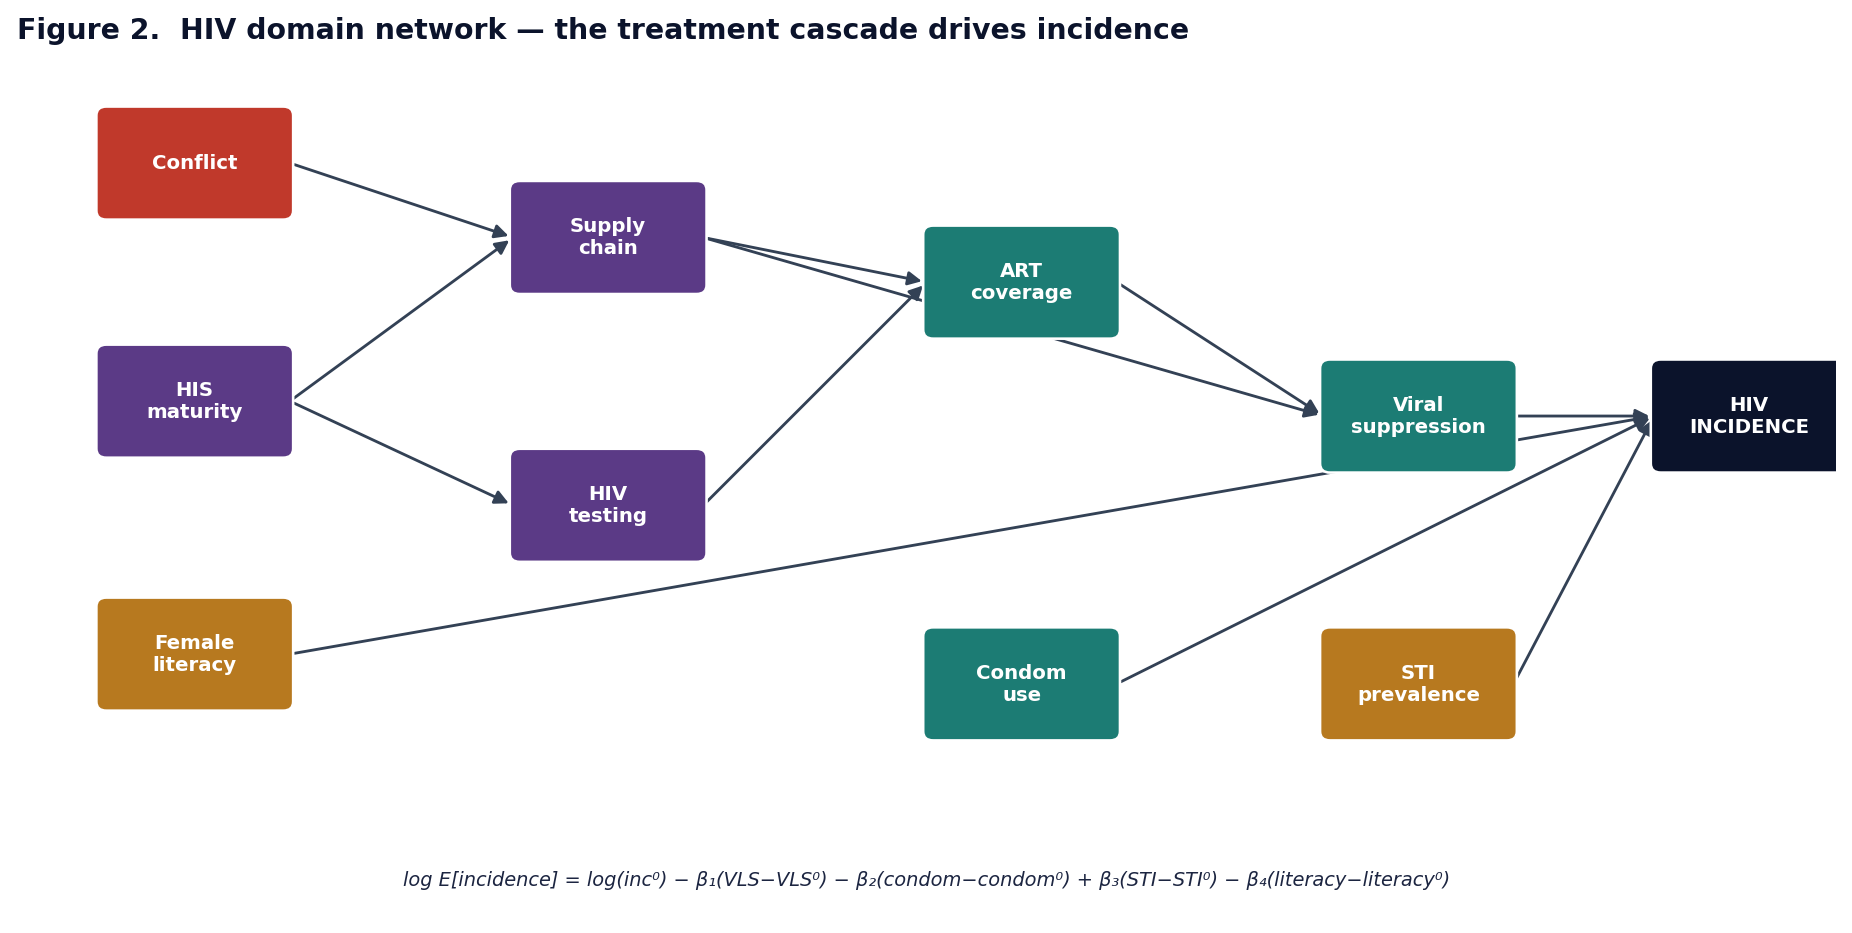 Figure 2.  HIV domain network — the treatment cascade drives incidence
Conflict
Supply
chain
ART
coverage
HIS
maturity
Viral
suppression
HIV
INCIDENCE
HIV
testing
Female
literacy
Condom
use
STI
prevalence
log E[incidence] = log(inc⁰) − β₁(VLS−VLS⁰) − β₂(condom−condom⁰) + β₃(STI−STI⁰) − β₄(literacy−literacy⁰)